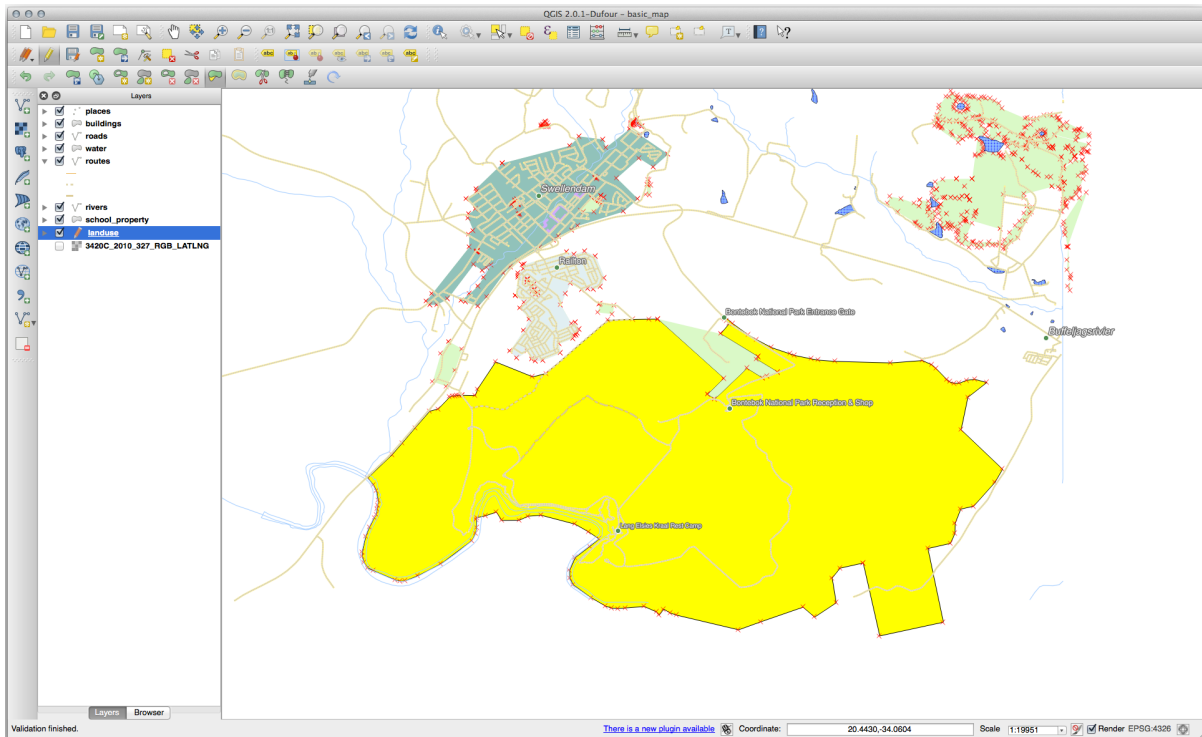 QGIS 2.0.1-Dufour - basic_map
Layers
places
buildings
roads
water
routes
rivers
school_property
landuse
3420C_2010_327_RGB_LATLNG
Swellendam
Railton
Bontebok National Park Entrance Gate
Buffeljagsrivier
Bontebok National Park Reception & Shop
Lang Elsies Kraal Rest Camp
Layers
Browser
Validation finished.
There is a new plugin available
Coordinate:
20.4430,-34.0604
Scale
1:19951
Render
EPSG:4326